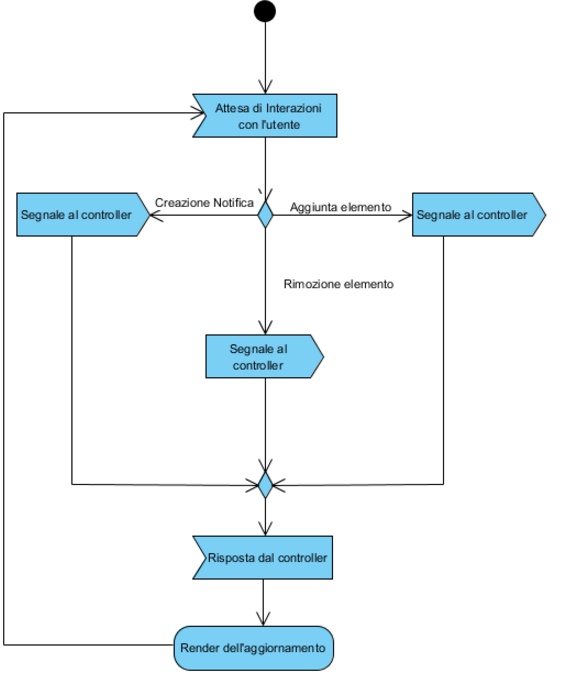 Attesa di Interazioni
con l'utente
Creazione Notifica
Aggiunta elemento
Segnale al controller
Segnale al controller
Rimozione elemento
Segnale al
controller
Risposta dal controller
Render dell'aggiornamento